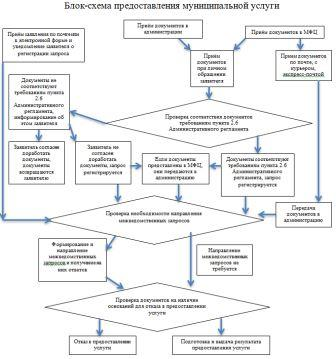 Блок-схема предоставления муниципальной услуги
Приём заявления по почте и
в электронной форме и
уведомление заявителя о
регистрации запроса
Приём документов в
администрации
Приём документов в МФЦ
Приём
документов
при личном
обращении
заявителя
Приём
документов
по почте, с
курьером,
экспресс-почтой
Документы не
соответствуют
требованиям пункта
2.6
Административного
регламента,
информирование об
этом заявителя
Проверка соответствия документов
требованиям пункта 2.6
Административного регламента
Заявитель согласен
доработать
документы,
документы
возвращаются
заявителю
Заявитель не
согласен
доработать
документы,
запрос
регистрируется
Если документы
представлены в МФЦ,
они передаются в
администрацию
Документы соответствуют
требованиям пункта 2.6
Административного
регламента, запрос
регистрируется
Проверка необходимости направления
межведомственных
запросов
Передача
документов в
администрацию
Формирование и
направление
межведомственных
запросов и получение на
них ответов
Направление
межведомственных
запросов не
требуется
Проверка документов на наличие
оснований для отказа в предоставлении
услуги
Отказ в предоставлении
услуги
Подготовка и выдача результата
предоставления услуги